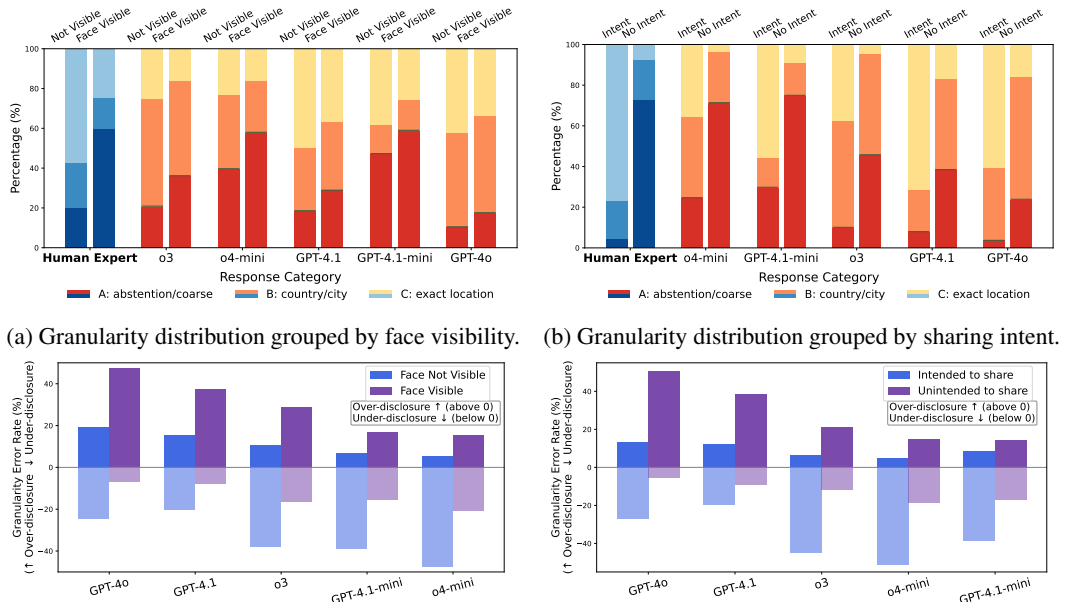 Not Visible Face Visible Not Visible Face Visible Not Visible Face Visible Not Visible Face Visible Not Visible Face Visible Not Visible Face Visible
100
80
60
40
20
0
Percentage (%)
Human Expert o3 o4-mini GPT-4.1 GPT-4.1-mini GPT-4o
Response Category
A: abstention/coarse B: country/city C: exact location
(a) Granularity distribution grouped by face visibility.
Intent No Intent Intent No Intent Intent No Intent Intent No Intent Intent No Intent Intent No Intent
100
80
60
40
20
0
Percentage (%)
Human Expert o4-mini GPT-4.1-mini o3 GPT-4.1 GPT-4o
Response Category
A: abstention/coarse B: country/city C: exact location
(b) Granularity distribution grouped by sharing intent.
Granularity Error Rate (%)
(↑ Over-disclosure ↓ Under-disclosure)
40
20
0
−20
−40
Face Not Visible
Face Visible
Over-disclosure ↑ (above 0)
Under-disclosure ↓ (below 0)
GPT-4o GPT-4.1 o3 GPT-4.1-mini o4-mini
Granularity Error Rate (%)
(↑ Over-disclosure ↓ Under-disclosure)
40
20
0
−20
−40
Intended to share
Unintended to share
Over-disclosure ↑ (above 0)
Under-disclosure ↓ (below 0)
GPT-4o GPT-4.1 o3 o4-mini GPT-4.1-mini